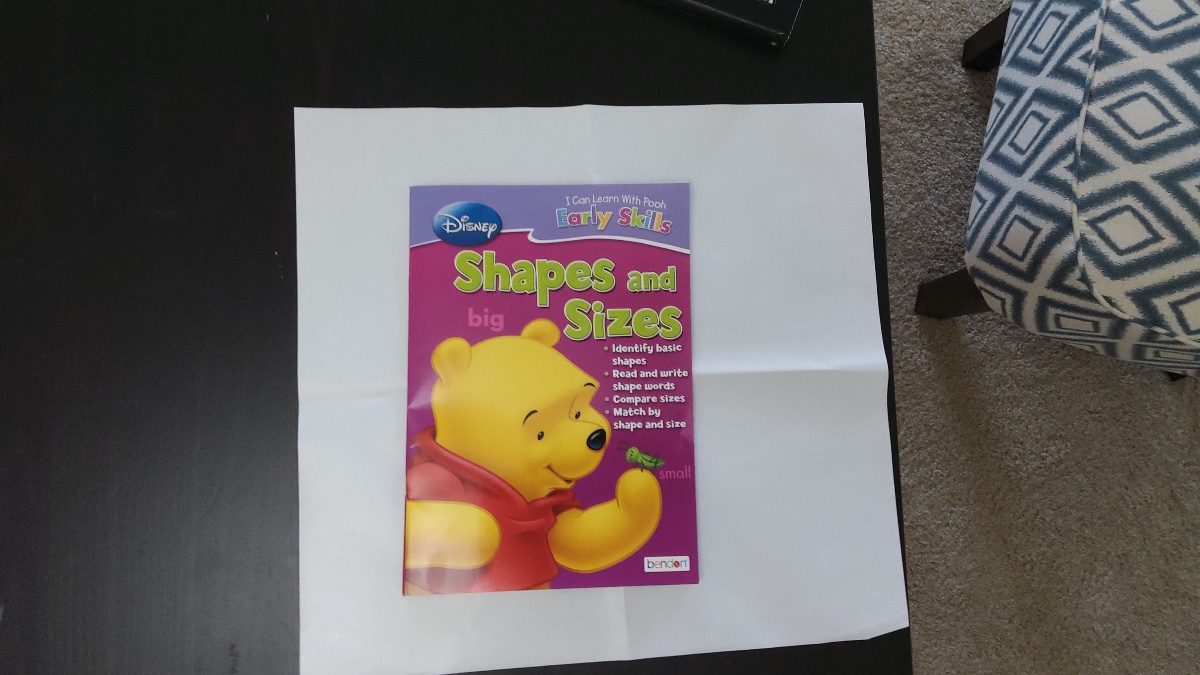 Disney
I Can Learn With Pooh
Early Skills
Shapes and
Sizes
big
• Identify basic
shapes
• Read and write
shape words
• Compare sizes
• Match by
shape and size
small
bendon